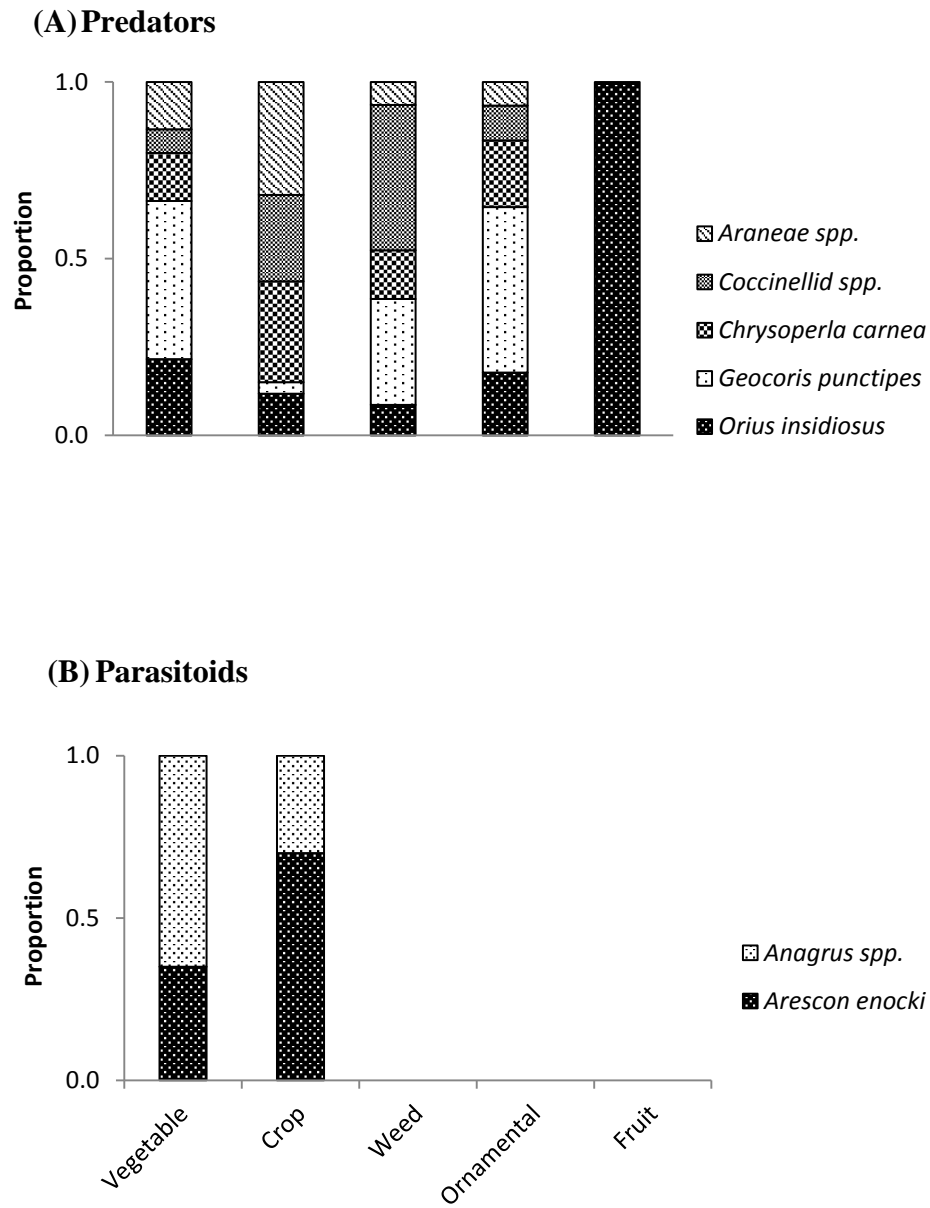 (A) Predators
1.0
0.5
0.0
Proportion
Araneae spp.
Coccinellid spp.
Chrysoperla carnea
Geocoris punctipes
Orius insidiosus
(B) Parasitoids
1.0
0.5
0.0
Proportion
Anagrus spp.
Arescon enocki
Vegetable
Crop
Weed
Ornamental
Fruit